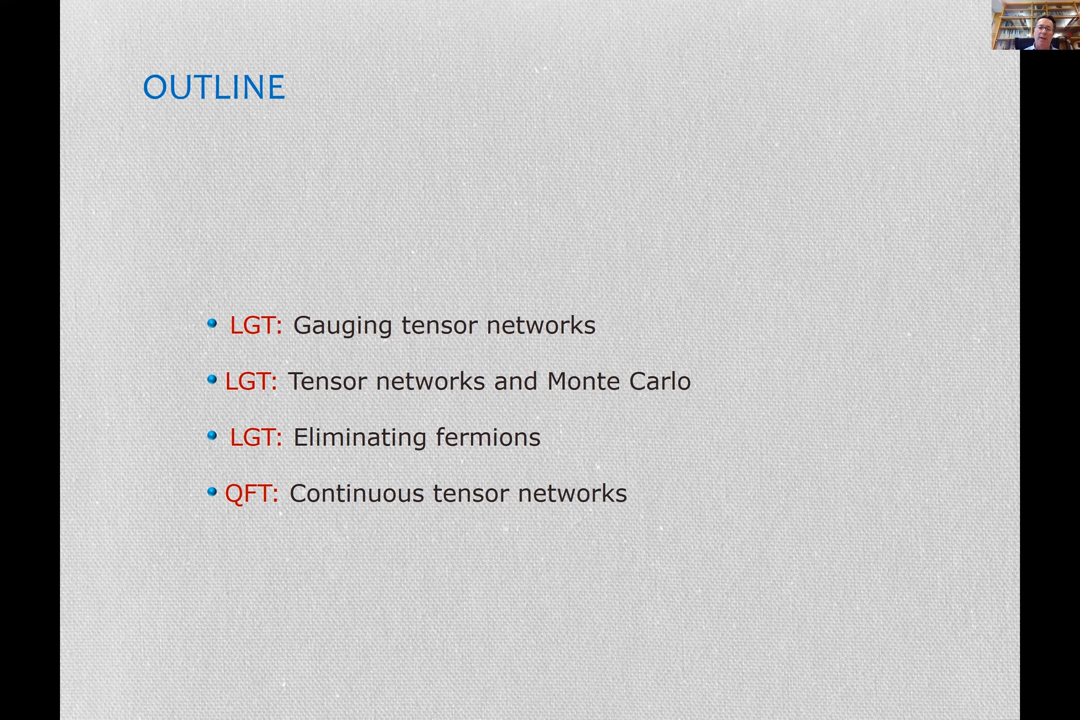 OUTLINE
LGT: Gauging tensor networks
LGT: Tensor networks and Monte Carlo
LGT: Eliminating fermions
QFT: Continuous tensor networks